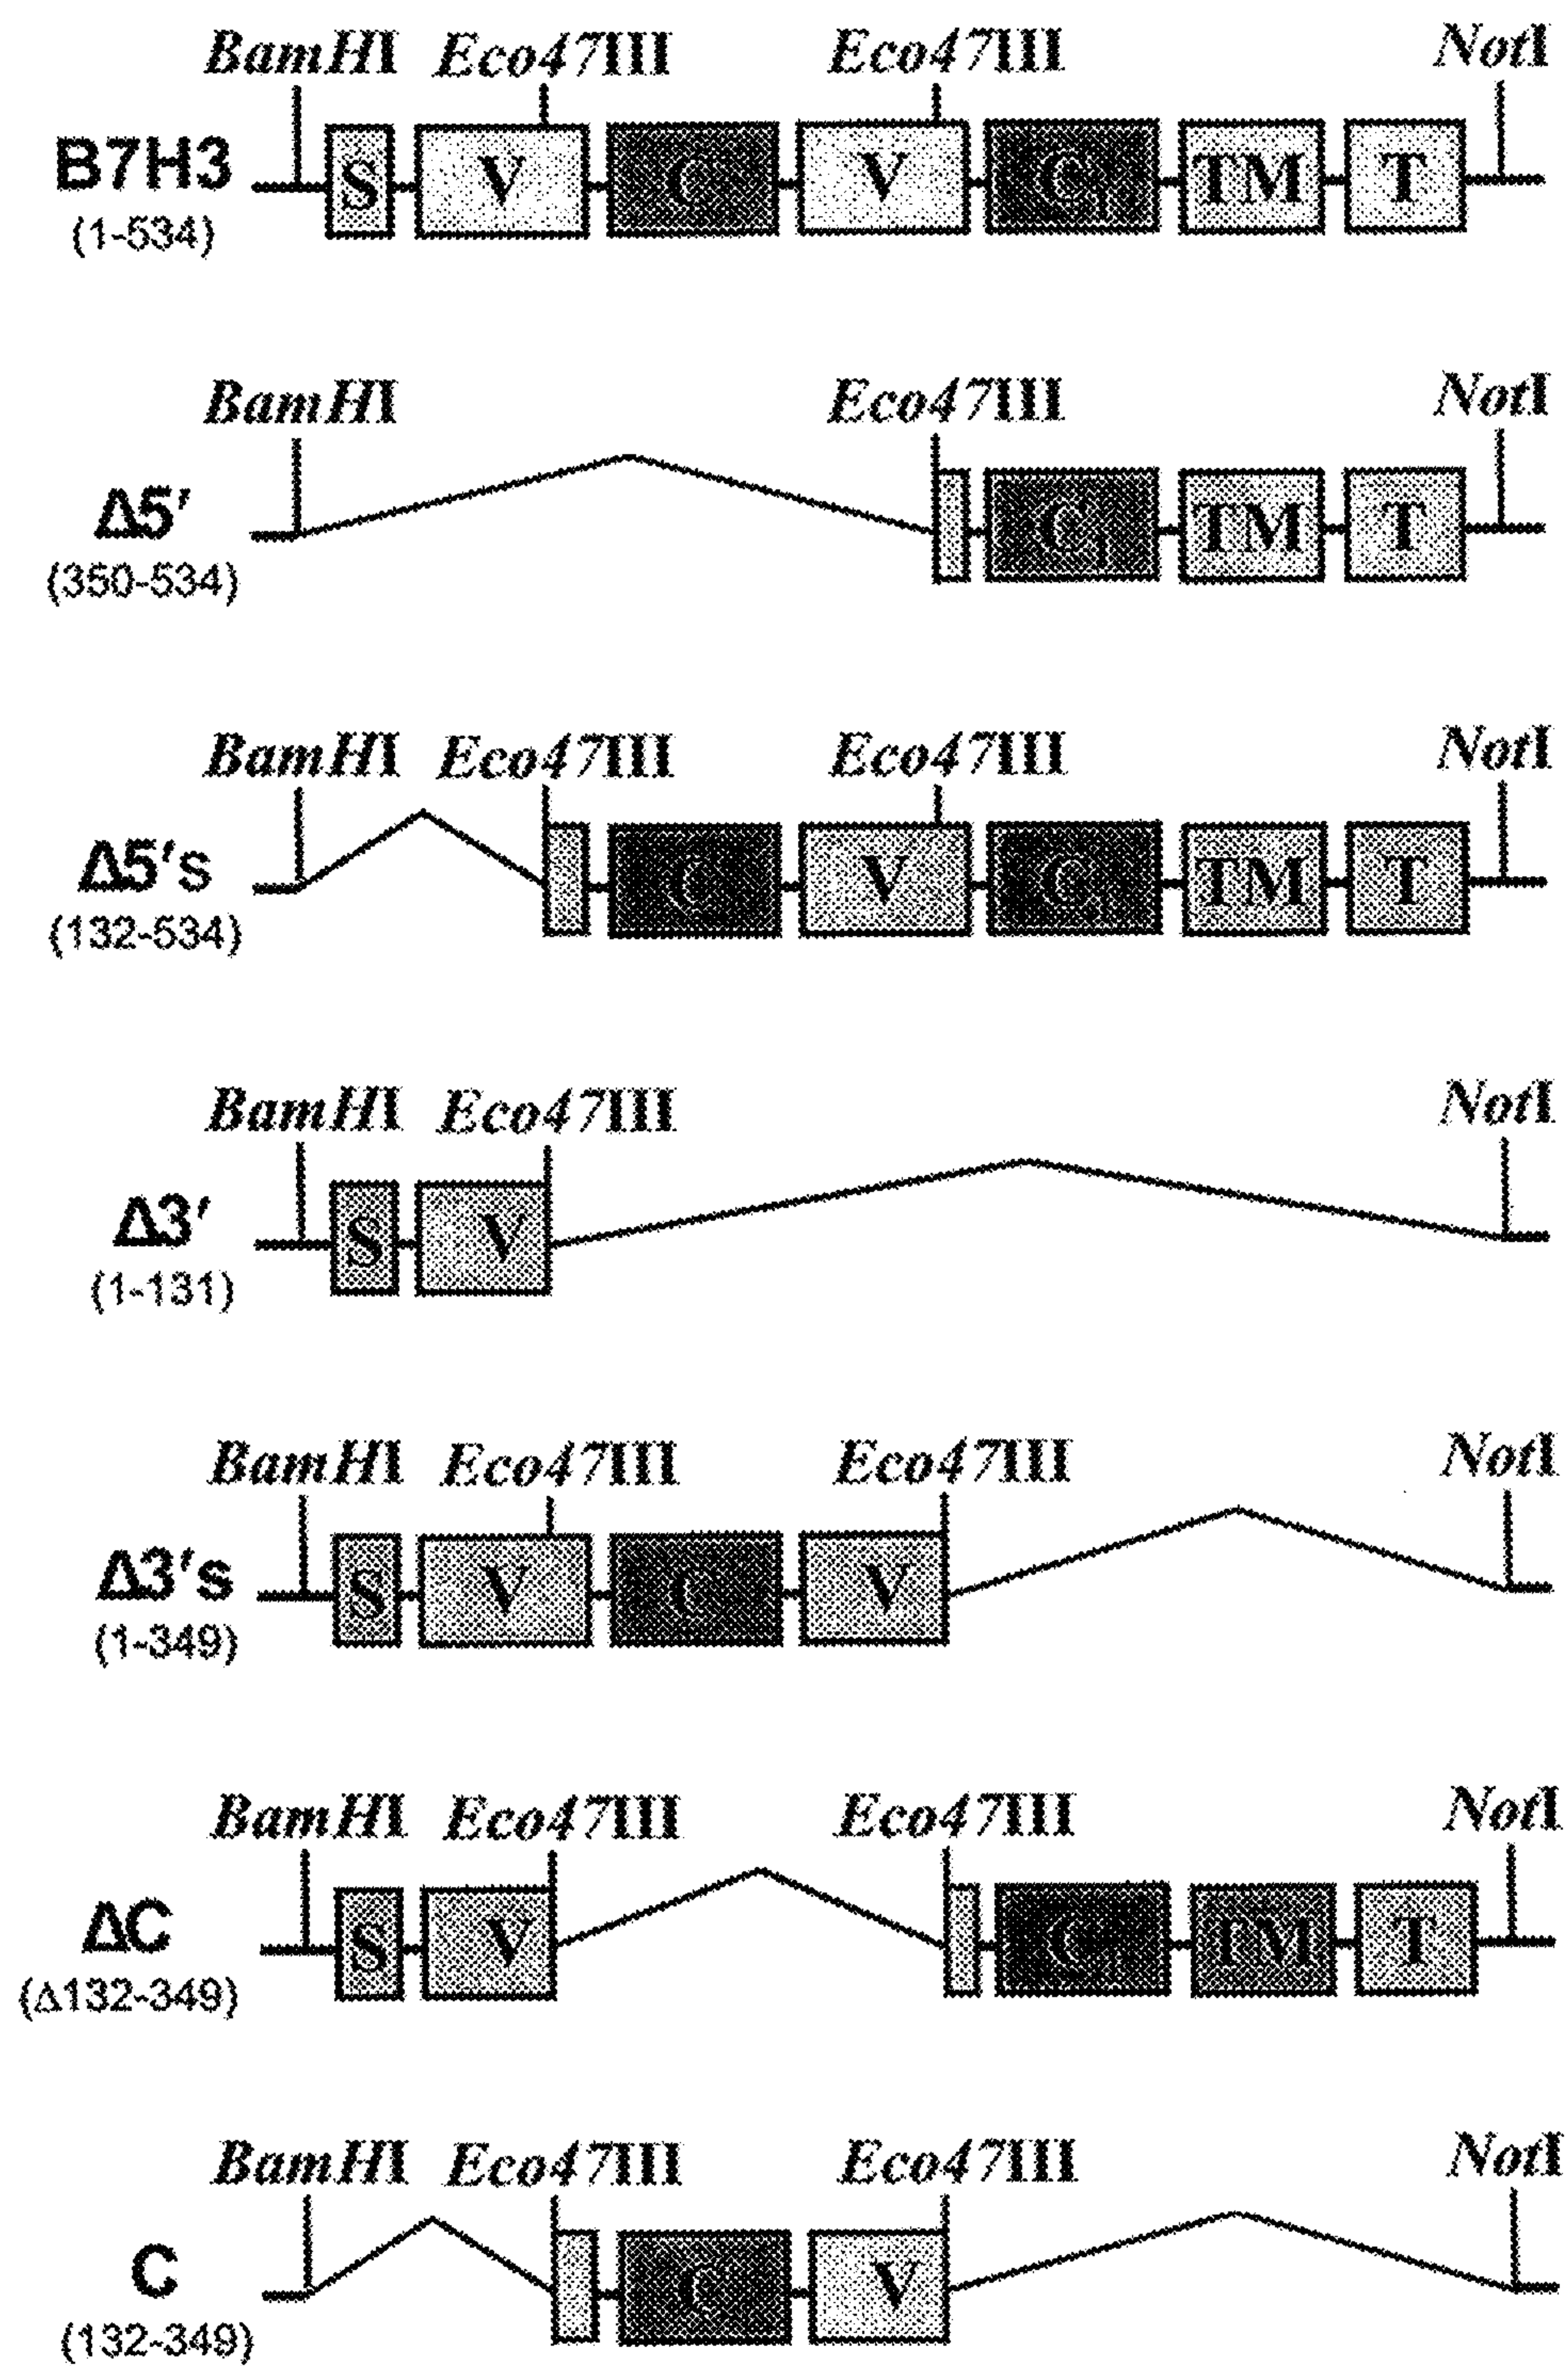 BamHI Eco47III Eco47III NotI
B7H3 S V C V C TM T
(1-534)
BamHI Eco47III NotI
Δ5′ C TM T
(350-534)
BamHI Eco47III Eco47III NotI
Δ5′s C V C TM T
(132-534)
BamHI Eco47III NotI
Δ3′ S V
(1-131)
BamHI Eco47III Eco47III NotI
Δ3′s S V C V
(1-349)
BamHI Eco47III Eco47III NotI
ΔC S V C TM T
(Δ132-349)
BamHI Eco47III Eco47III NotI
C C V
(132-349)